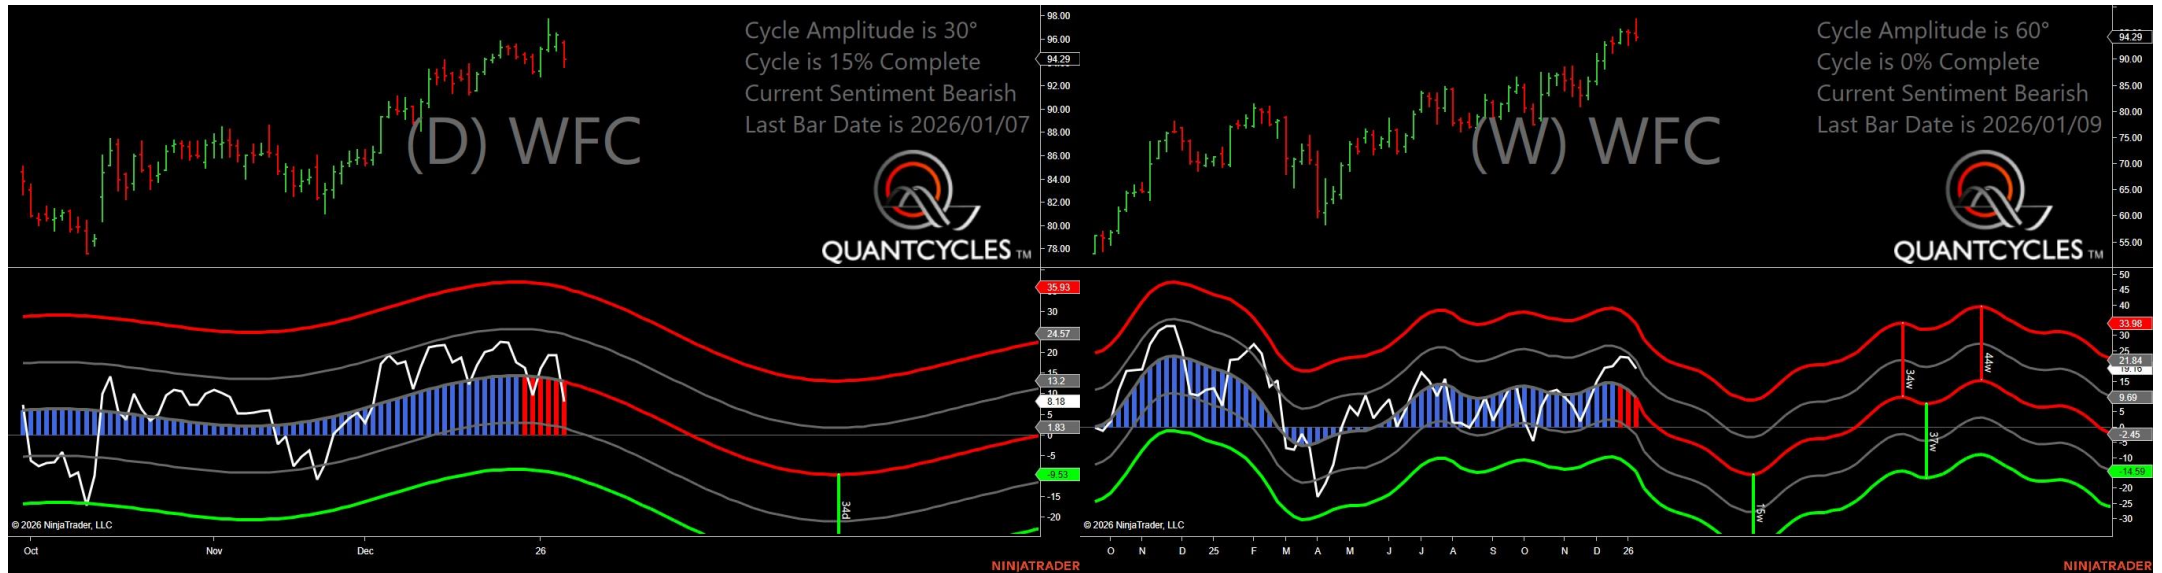 Cycle Amplitude is 30°
Cycle is 15% Complete
Current Sentiment Bearish
Last Bar Date is 2026/01/07
(D) WFC
QUANTCYCLES TM
98.00
96.00
94.29
92.00
90.00
88.00
86.00
84.00
82.00
80.00
78.00
35.93
30
24.57
20
15
13.2
8.18
5
1.83
0
-5
-9.53
-15
-20
34d
© 2026 NinjaTrader, LLC
Oct
Nov
Dec
26
NINJATRADER
Cycle Amplitude is 60°
Cycle is 0% Complete
Current Sentiment Bearish
Last Bar Date is 2026/01/09
(W) WFC
QUANTCYCLES TM
94.29
90.00
85.00
80.00
75.00
70.00
65.00
60.00
55.00
50
45
40
33.98
30
25
21.84
19.16
15
9.69
5
-2.45
-10
-14.59
-20
-25
-30
15w
34w
37w
44w
© 2026 NinjaTrader, LLC
O N D 25 F M A M J J A S O N D 26
NINJATRADER